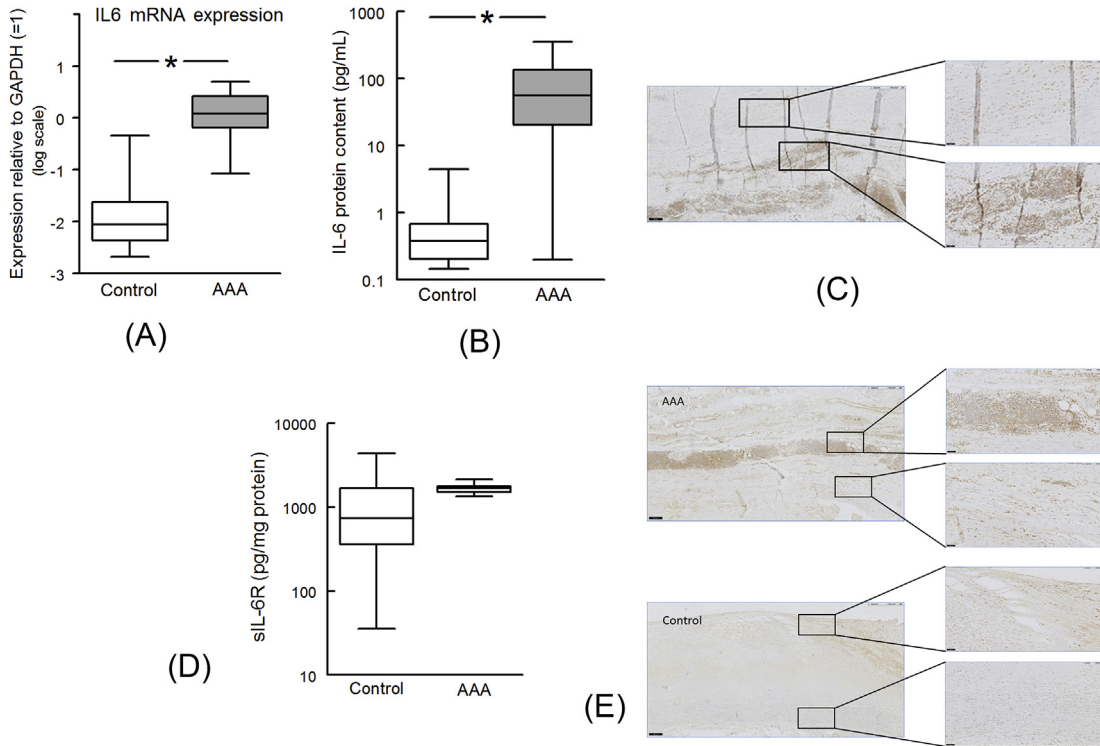 IL6 mRNA expression
Expression relative to GAPDH (=1)
(log scale)
1
0
-1
-2
-3
*
Control
AAA
(A)
IL-6 protein content (pg/mL)
1000
100
10
1
0.1
*
Control
AAA
(B)
(C)
sIL-6R (pg/mg protein)
10000
1000
100
10
Control
AAA
(D)
AAA
Control
(E)